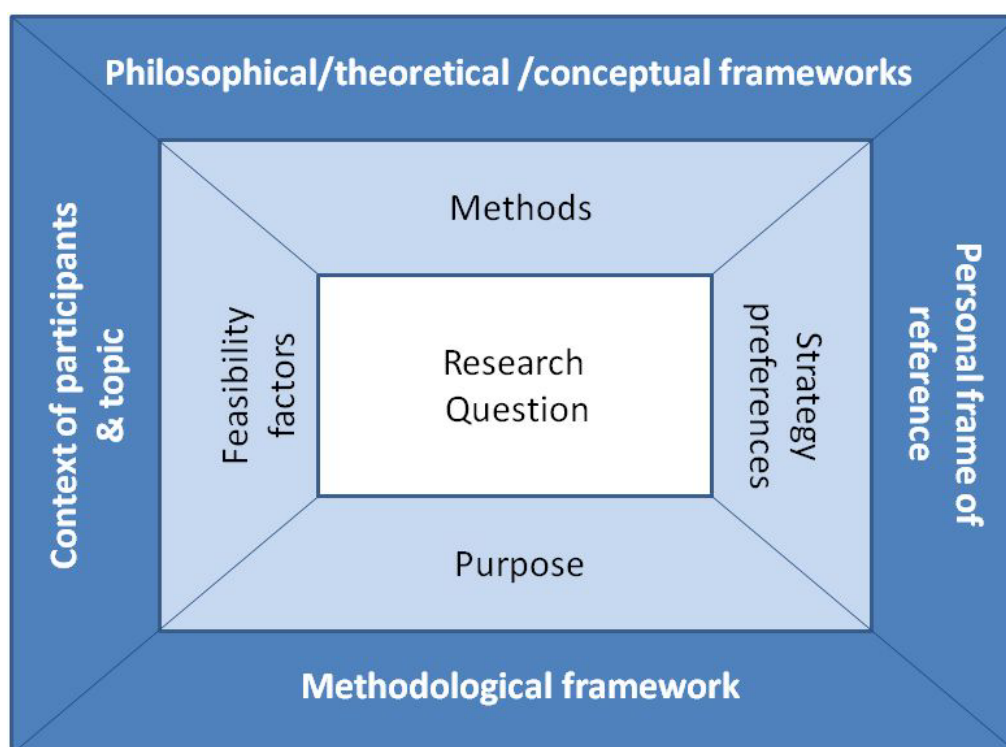 Philosophical/theoretical /conceptual frameworks
Methods
Context of participants
& topic
Feasibility
factors
Research
Question
Strategy
preferences
Personal frame of
reference
Purpose
Methodological framework